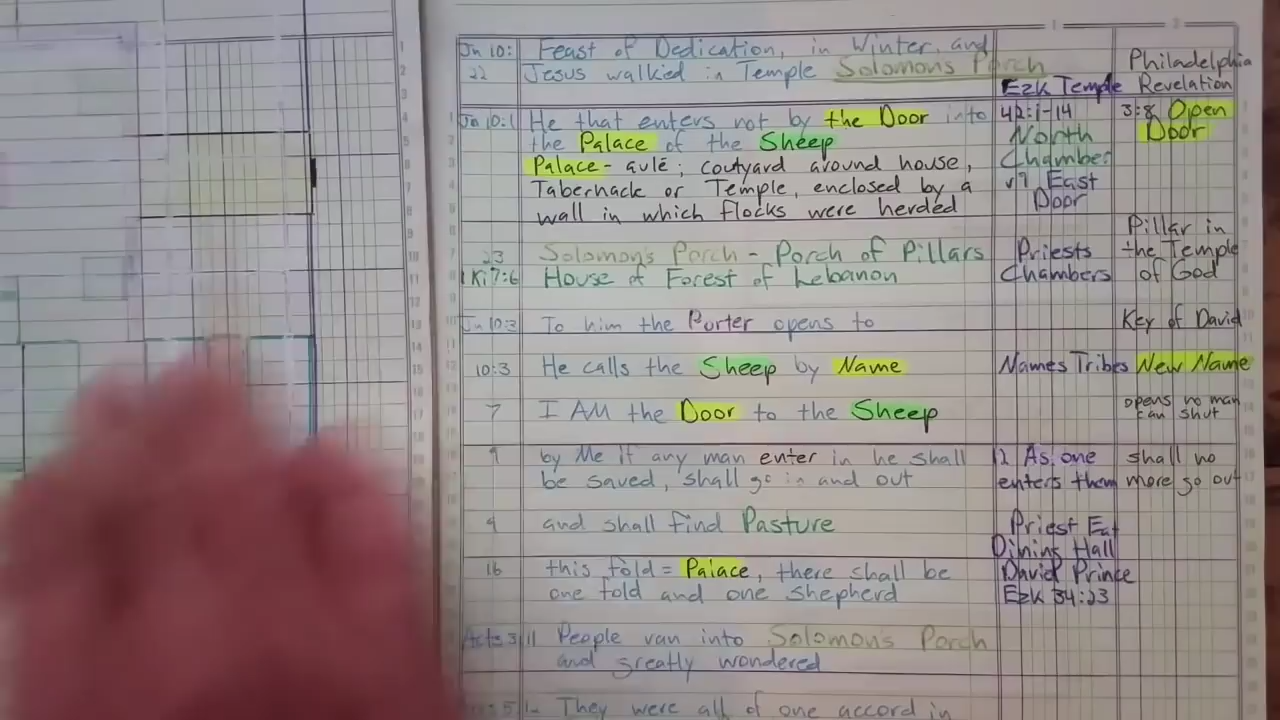 Jn 10: Feast of Dedication, in Winter, and
22 Jesus walkied in Temple Solomons Porch
Philadelphia
Ezk Temple Revelation
Jn 10:1 He that enters not by the Door into 42:1-14 3:8 Open
the Palace of the Sheep North Door
Palace - aulē; coutyard around house, Chamber
Tabernacle or Temple, enclosed by a v9 East
wall in which flocks were herded Door
Pillar in
23 Solomon's Porch - Porch of Pillars Priests the Temple
1Ki7:6 House of Forest of Lebanon Chambers of God
Jn 10:3 To him the Porter opens to Key of David
10:3 He calls the Sheep by Name Names Tribes New Name
7 I AM the Door to the Sheep opens no man
can shut
9 by Me if any man enter in he shall 12 As one shall no
be saved, shall go in and out enters them more go out
9 and shall find Pasture Priest Eat
Dining Hall
16 this fold = Palace, there shall be David Prince
one fold and one shepherd Ezk 34:23
Acts 3:11 People ran into Solomon's Porch
and greatly wondered
They were all of one accord in